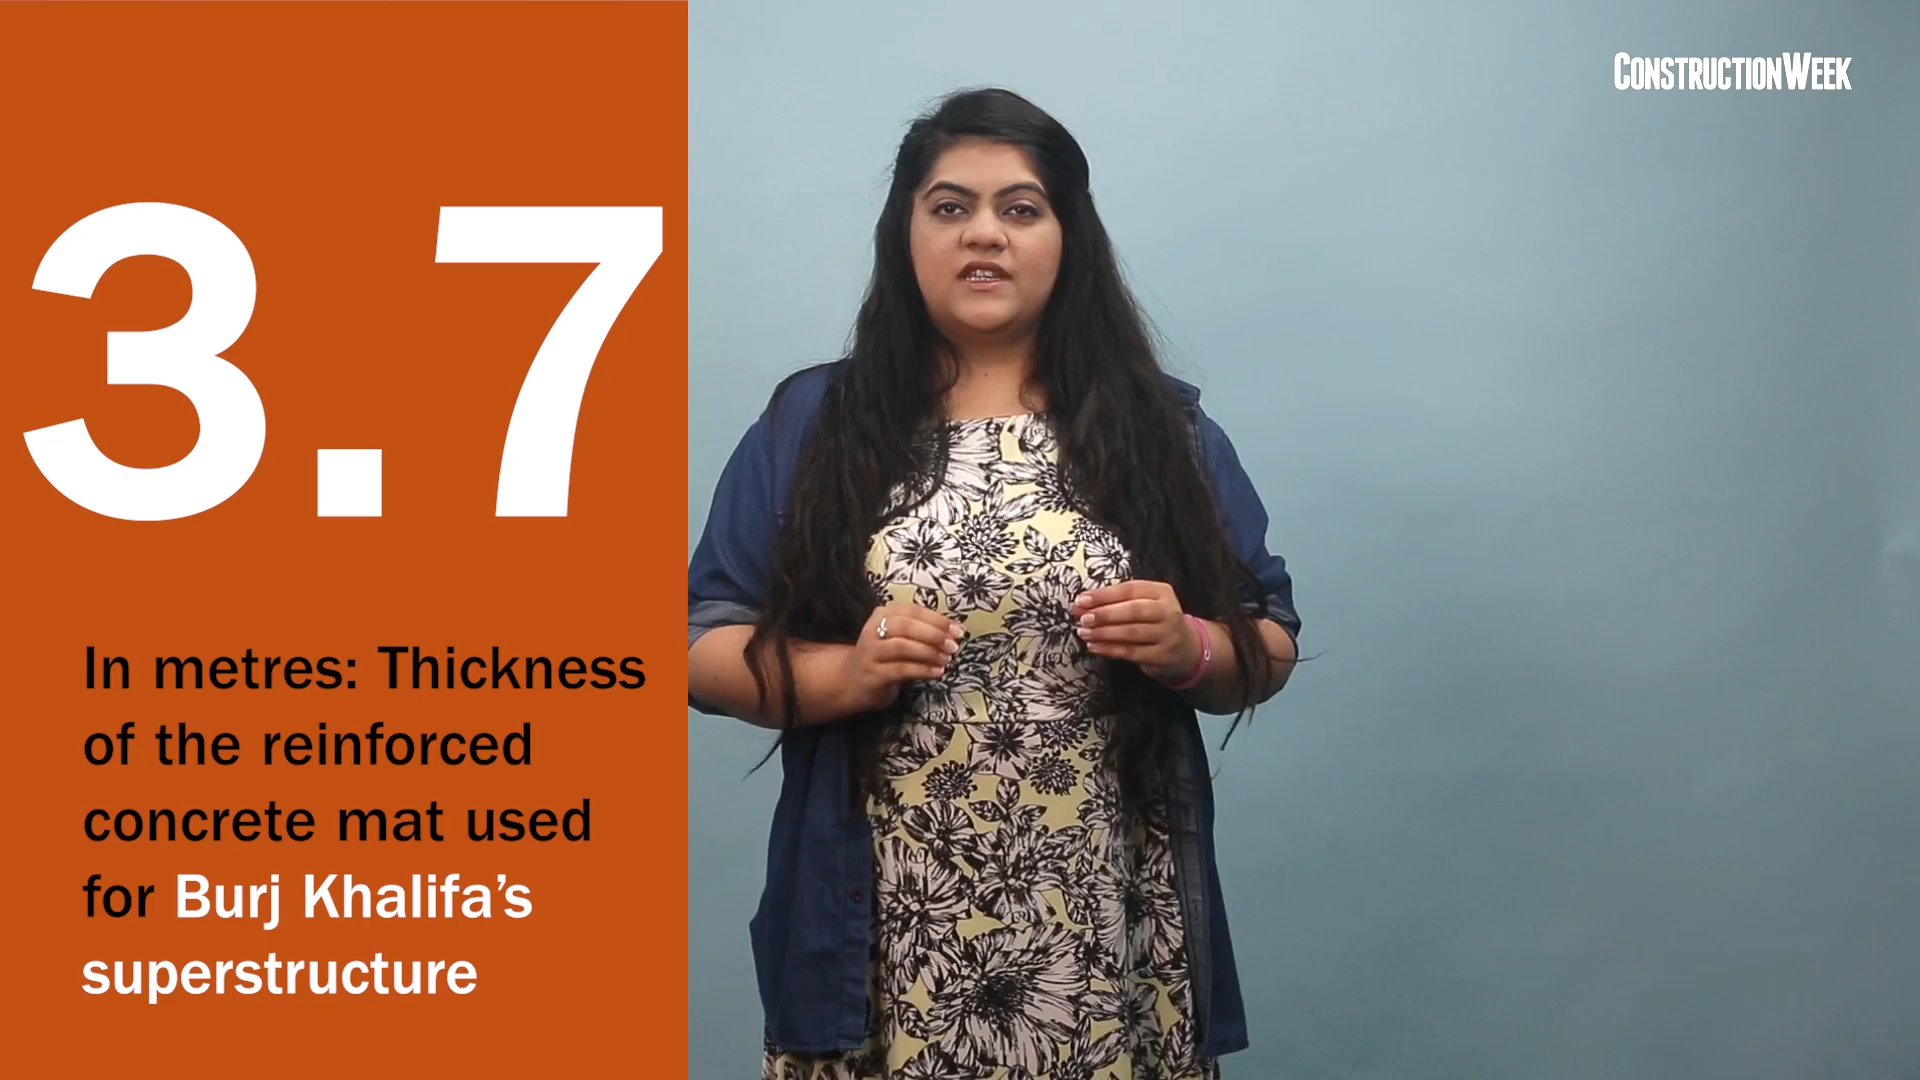 CONSTRUCTIONWEEK
3.7
In metres: Thickness
of the reinforced
concrete mat used
for Burj Khalifa’s
superstructure